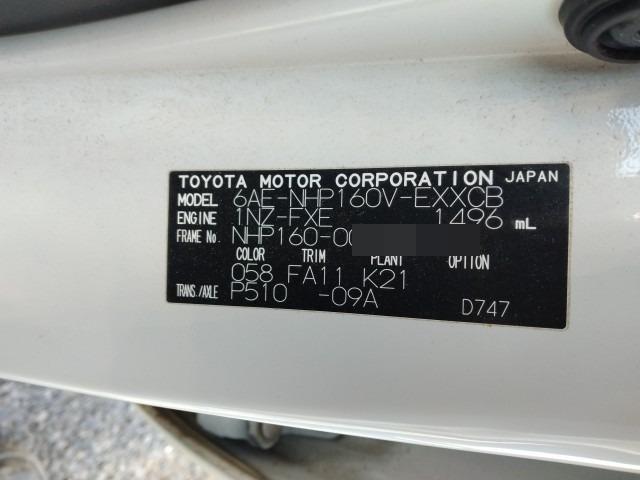 TOYOTA MOTOR CORPORATION JAPAN
MODEL 6AE-NHP160V-EXXCB
ENGINE 1NZ-FXE 1496 mL
FRAME No. NHP160-00
COLOR TRIM PLANT OPTION
058 FA11 K21
TRANS./AXLE P510 -09A
D747